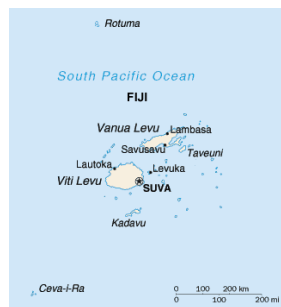 Rotuma
South Pacific Ocean
FIJI
Vanua Levu
Lambasa
Savusavu
Taveuni
Lautoka
Levuka
Viti Levu
SUVA
Kadavu
Ceva-i-Ra
0 100 200 km
0 100 200 mi